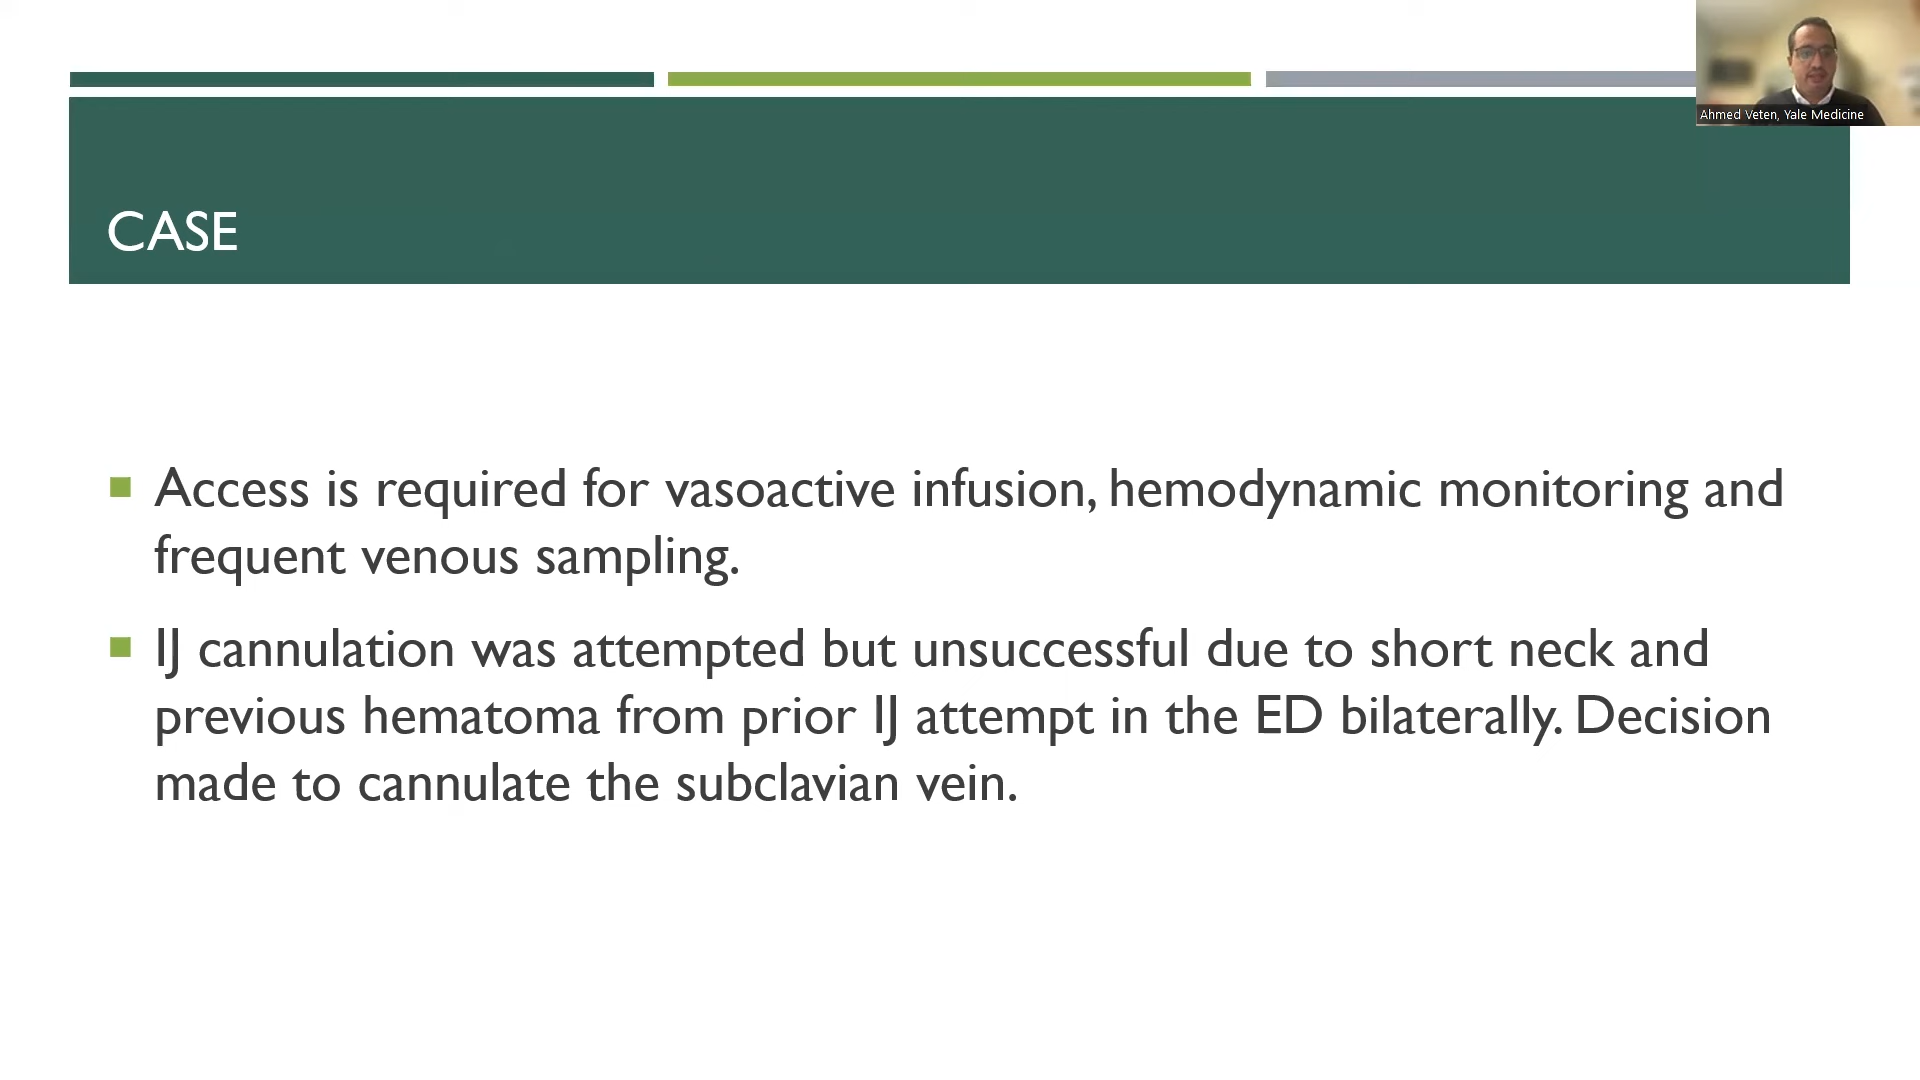 Ahmed Veten, Yale Medicine
CASE
Access is required for vasoactive infusion, hemodynamic monitoring and
frequent venous sampling.
IJ cannulation was attempted but unsuccessful due to short neck and
previous hematoma from prior IJ attempt in the ED bilaterally. Decision
made to cannulate the subclavian vein.